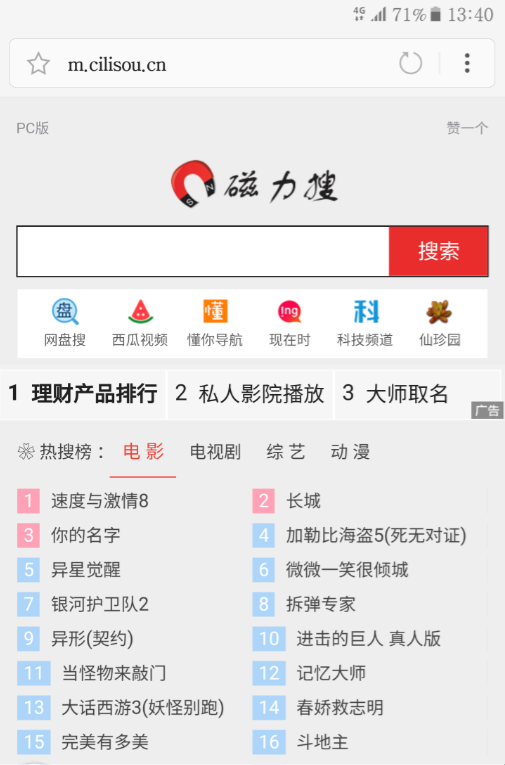 4G 71% 13:40
m.cilisou.cn
PC版 赞一个
S N 磁力搜
搜索
盘 懂 ing 科
网盘搜 西瓜视频 懂你导航 现在时 科技频道 仙珍园
1 理财产品排行 2 私人影院播放 3 大师取名
广告
热搜榜： 电影 电视剧 综艺 动漫
1 速度与激情8 2 长城
3 你的名字 4 加勒比海盗5(死无对证)
5 异星觉醒 6 微微一笑很倾城
7 银河护卫队2 8 拆弹专家
9 异形(契约) 10 进击的巨人 真人版
11 当怪物来敲门 12 记忆大师
13 大话西游3(妖怪别跑) 14 春娇救志明
15 完美有多美 16 斗地主